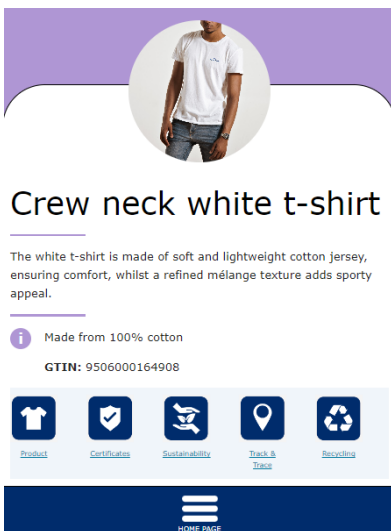 Crew neck white t-shirt
The white t-shirt is made of soft and lightweight cotton jersey,
ensuring comfort, whilst a refined mélange texture adds sporty
appeal.
i
Made from 100% cotton
GTIN: 9506000164908
Product
Certificates
Sustainability
Track &
Trace
Recycling
HOME PAGE